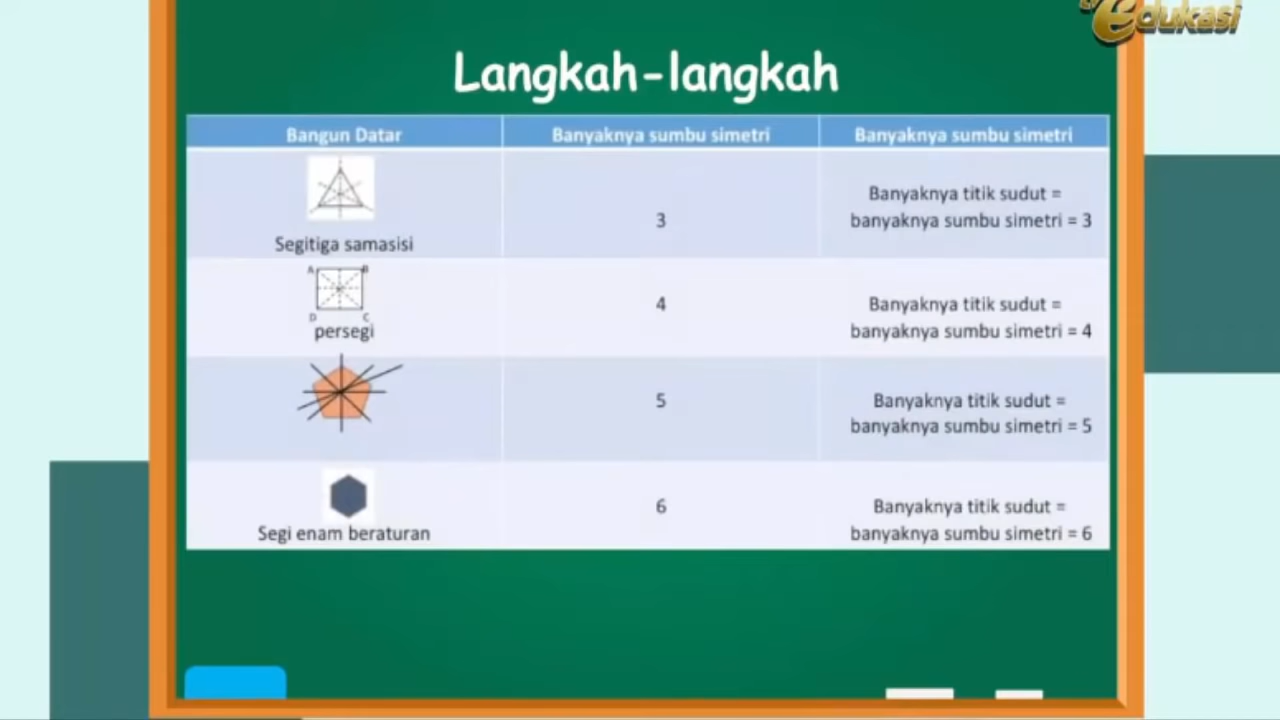 edukasi
Langkah-langkah
Bangun Datar
Banyaknya sumbu simetri
Banyaknya sumbu simetri
Segitiga samasisi
3
Banyaknya titik sudut =
banyaknya sumbu simetri = 3
A B
D C
persegi
4
Banyaknya titik sudut =
banyaknya sumbu simetri = 4
5
Banyaknya titik sudut =
banyaknya sumbu simetri = 5
Segi enam beraturan
6
Banyaknya titik sudut =
banyaknya sumbu simetri = 6